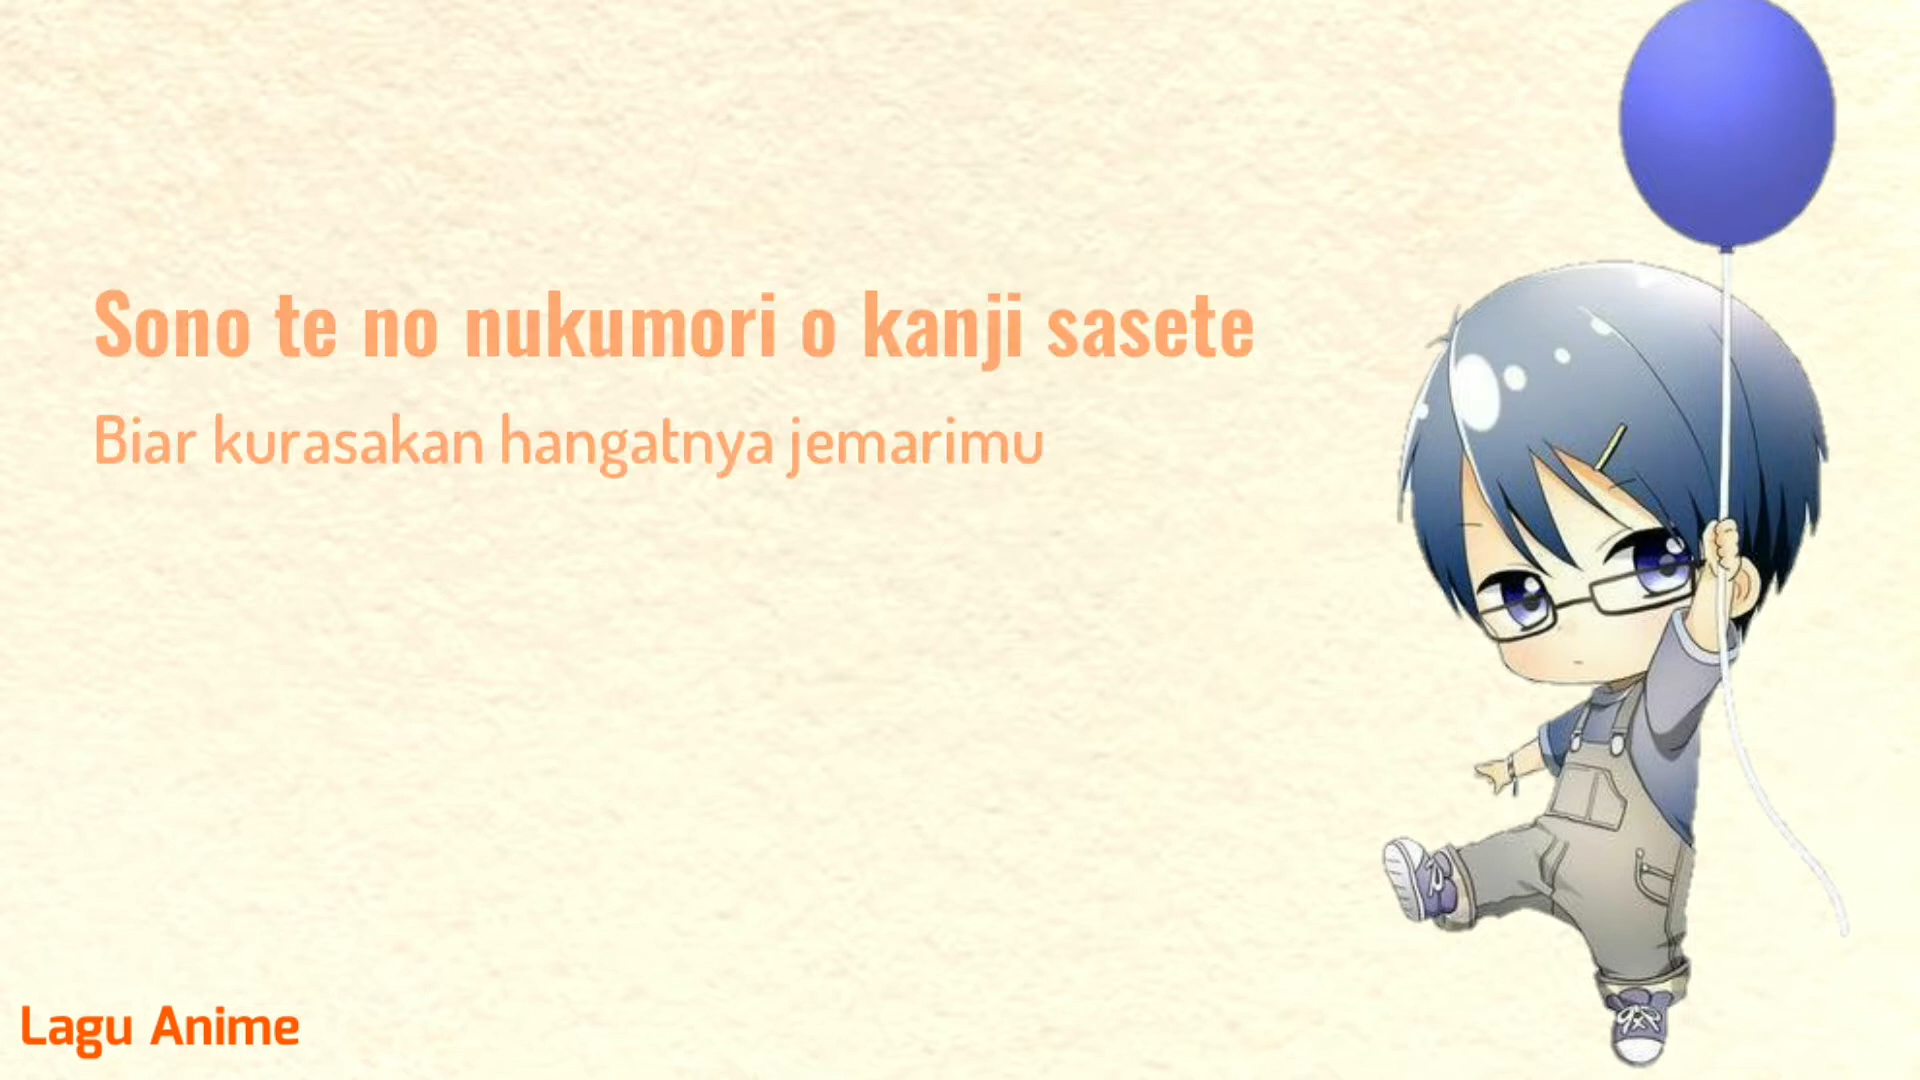 Sono te no nukumori o kanji sasete
Biar kurasakan hangatnya jemarimu
Lagu Anime